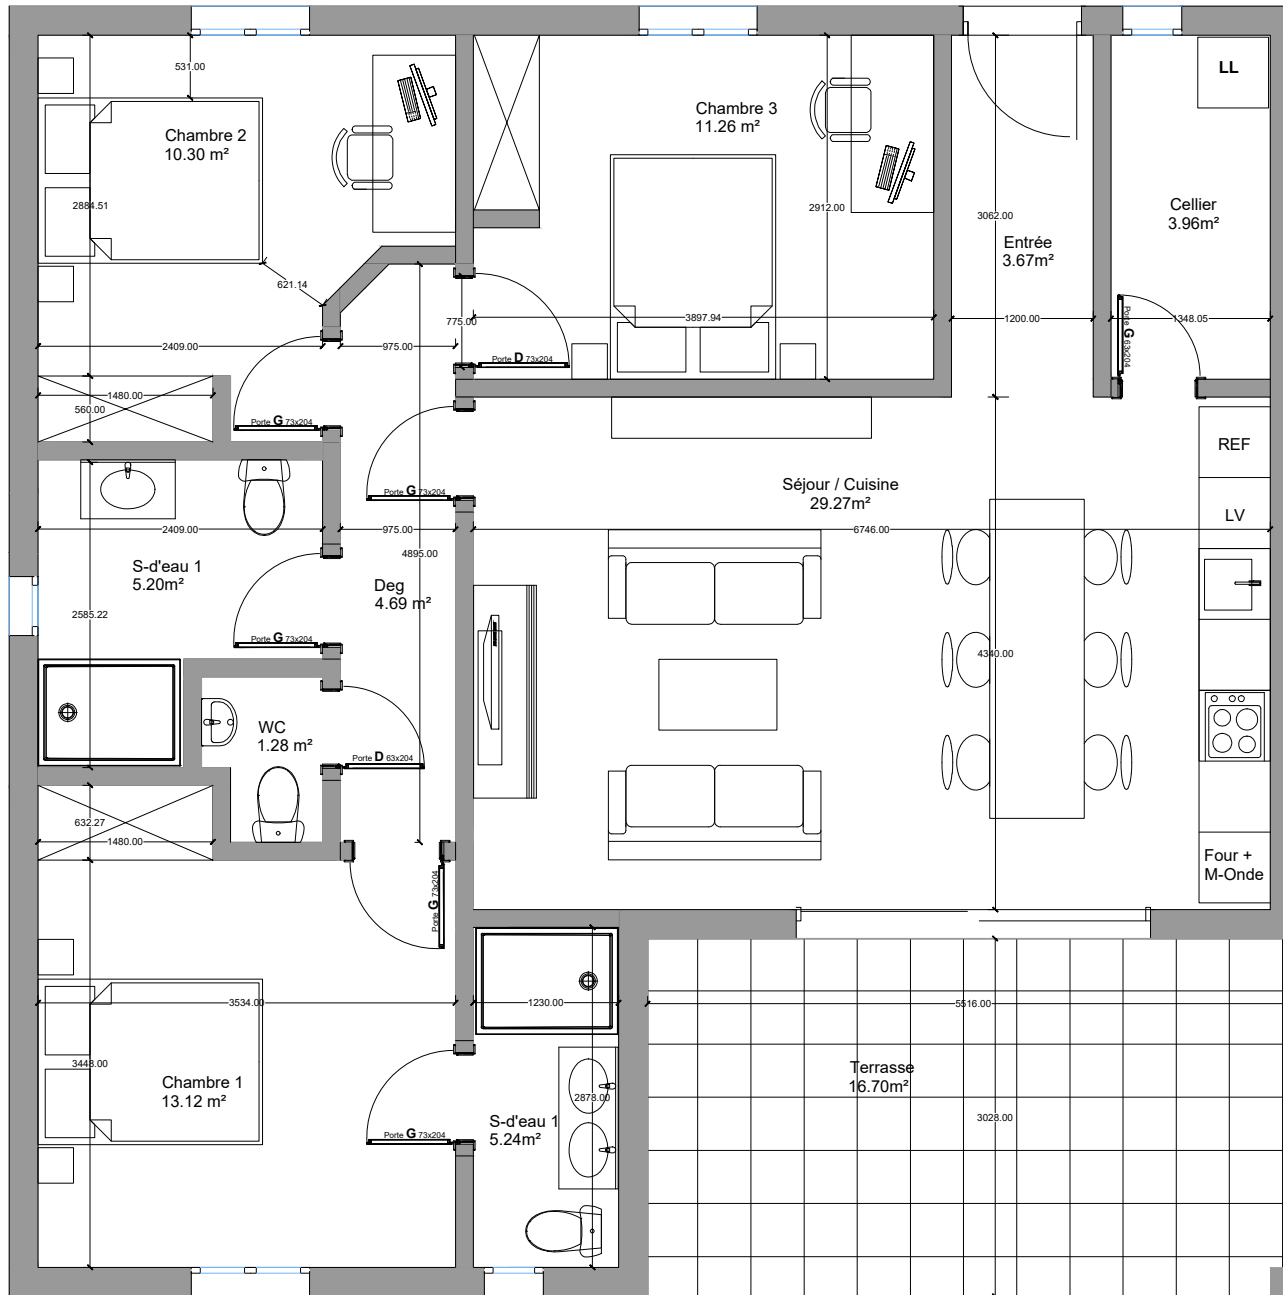 531.00
LL
Chambre 2
10.30 m²
Chambre 3
11.26 m²
2884.51
2912.00
3062.00
Cellier
3.96m²
Entrée
3.67m²
621.14
775.00
3897.94
1200.00
1348.05
Porte G 63x204
2409.00
975.00
Porte D 73x204
1480.00
560.00
Porte G 73x204
REF
Séjour / Cuisine
29.27m²
Porte G 73x204
LV
2409.00
975.00
6746.00
4895.00
S-d'eau 1
5.20m²
Deg
4.69 m²
2585.22
Porte G 73x204
4340.00
WC
1.28 m²
Porte D 63x204
632.27
1480.00
Four +
M-Onde
Porte G 73x204
3534.00
1230.00
5516.00
3448.00
Chambre 1
13.12 m²
Terrasse
16.70m²
2878.00
S-d'eau 1
5.24m²
3028.00
Porte G 73x204